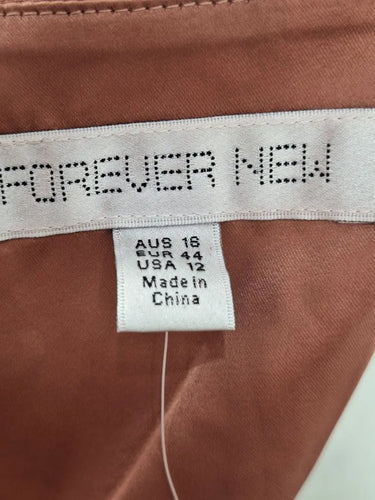 FOREVER NEW
AUS 16
EUR 44
USA 12
Made in
China